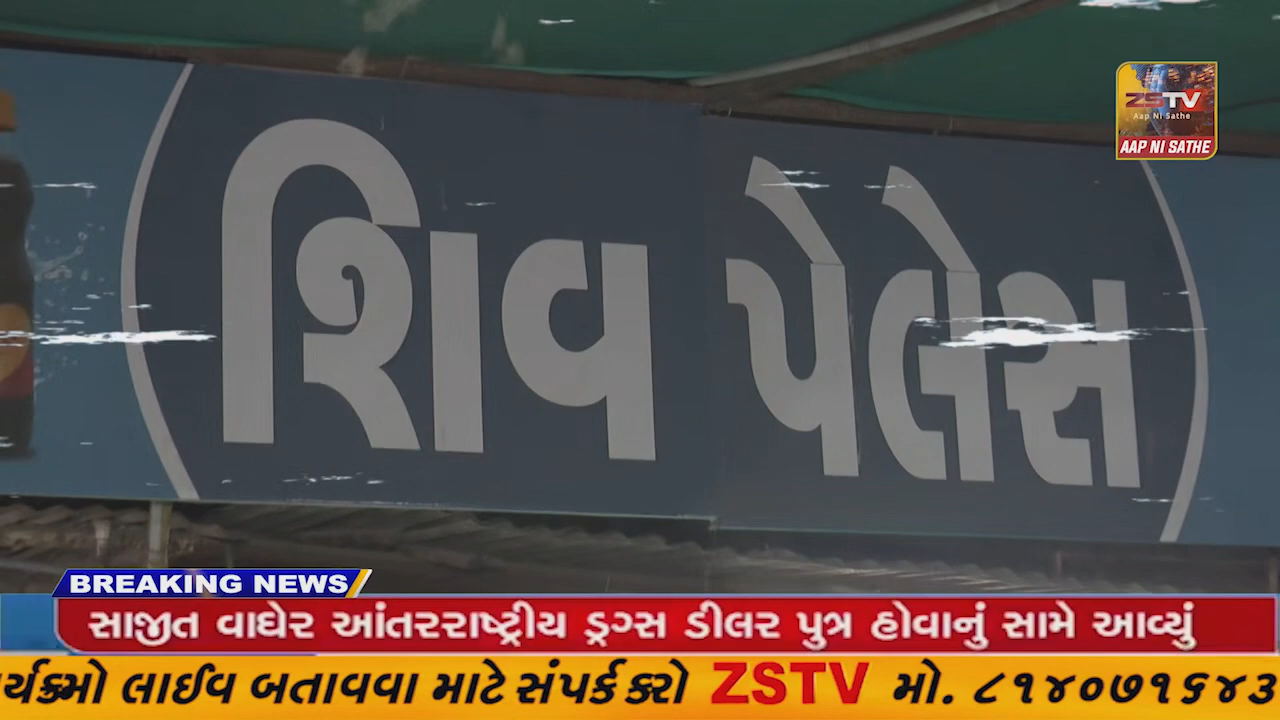 ZSTV
Aap Ni Sathe
AAP NI SATHE
શિવ પેલેસ
BREAKING NEWS
સાજીત વાઘેર આંતરરાષ્ટ્રીય ડ્રગ્સ ડીલર પુત્ર હોવાનું સામે આવ્યું
ર્યક્રમો લાઈવ બતાવવા માટે સંપર્ક કરો ZSTV મો. ૮૧૪૦૭૧૬૪૩